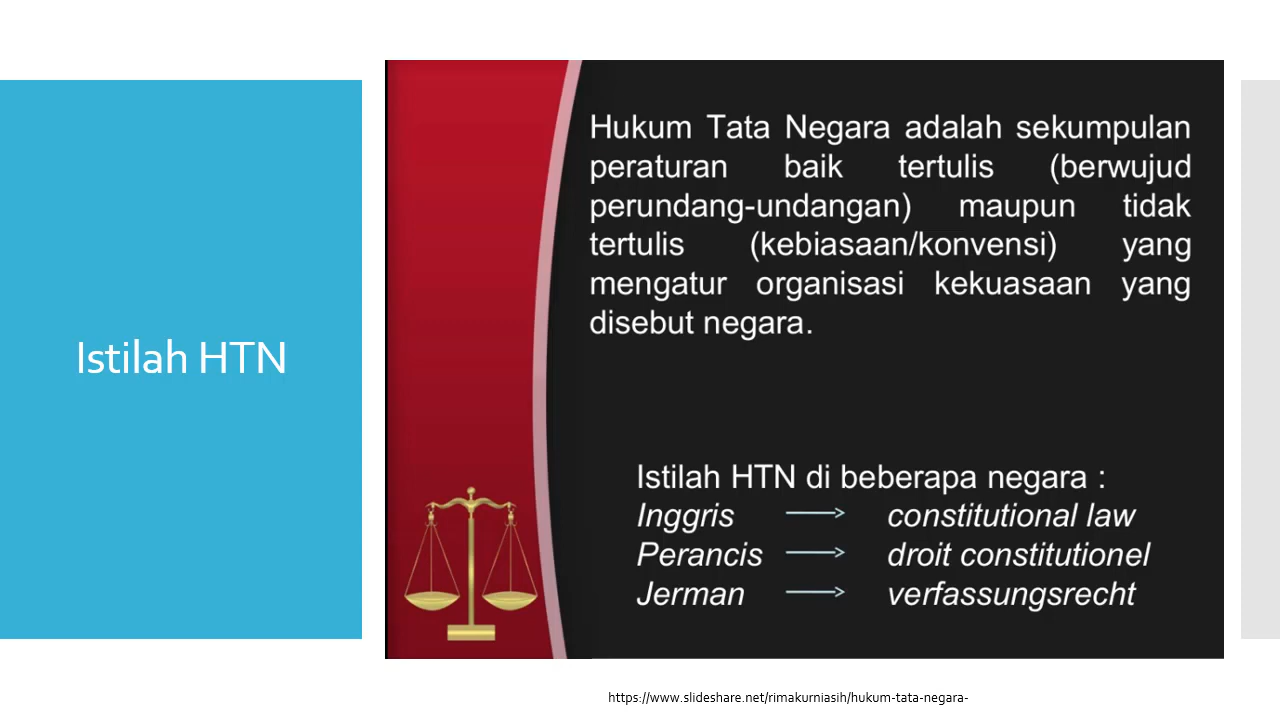 Istilah HTN
Hukum Tata Negara adalah sekumpulan
peraturan baik tertulis (berwujud
perundang-undangan) maupun tidak
tertulis (kebiasaan/konvensi) yang
mengatur organisasi kekuasaan yang
disebut negara.
Istilah HTN di beberapa negara :
Inggris → constitutional law
Perancis → droit constitutionel
Jerman → verfassungsrecht
https://www.slideshare.net/rimakurniasih/hukum-tata-negara-